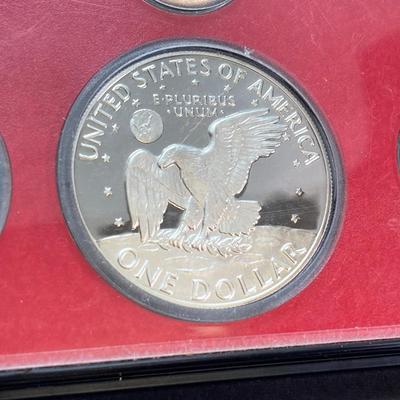 UNITED STATES OF AMERICA
E·PLURIBUS
UNUM
ONE DOLLAR